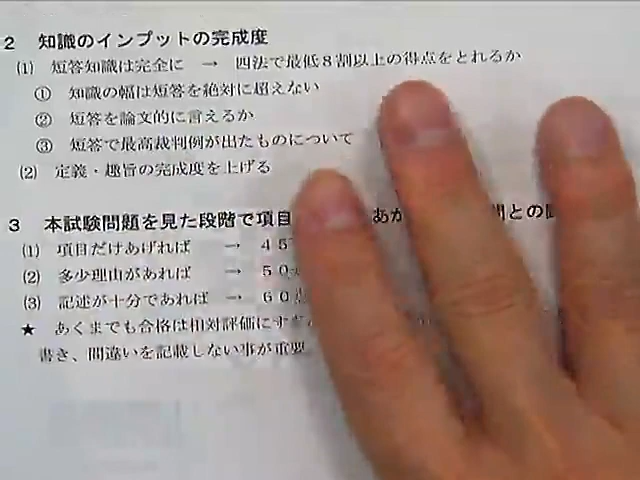 2 知識のインプットの完成度
(1) 短答知識は完全に → 四法で最低８割以上の得点をとれるか
① 知識の幅は短答を絶対に超えない
② 短答を論文的に言えるか
③ 短答で最高裁判例が出たものについて
(2) 定義・趣旨の完成度を上げる
3 本試験問題を見た段階で項目 あが との
(1) 項目だけあげれば → ４５
(2) 多少理由があれば → ５０
(3) 記述が十分であれば → ６０点
★ あくまでも合格は相対評価にす
書き、間違いを記載しない事が重要